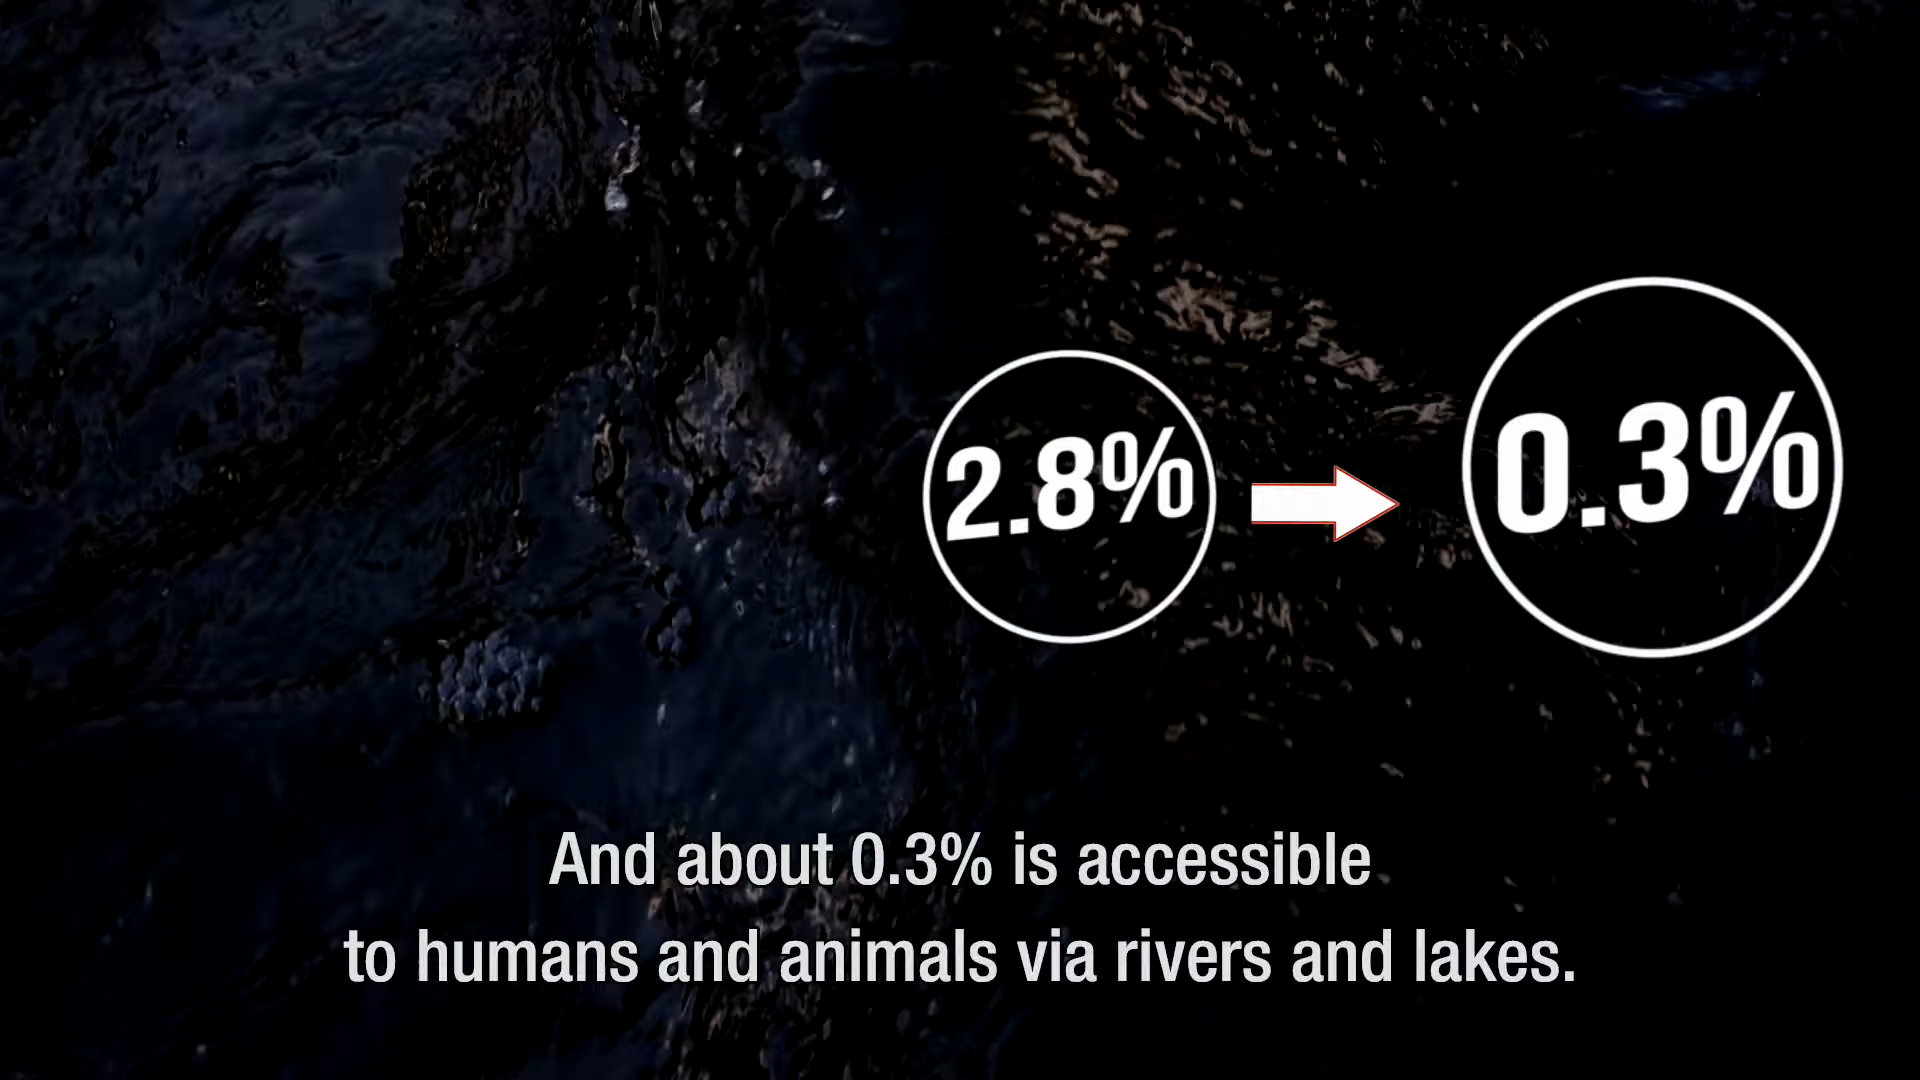 2.8%
0.3%
And about 0.3% is accessible
to humans and animals via rivers and lakes.